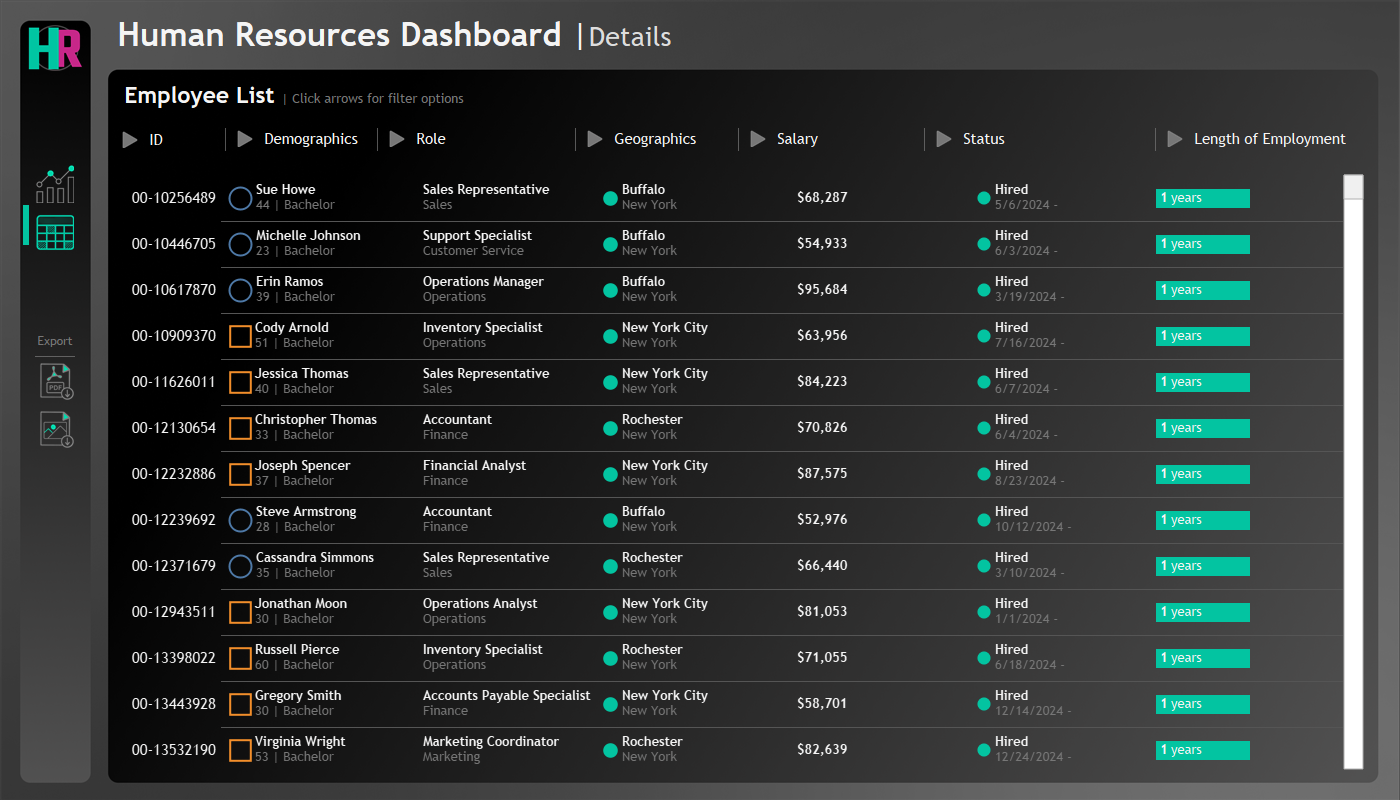 HR
Human Resources Dashboard | Details
Employee List | Click arrows for filter options
ID Demographics Role Geographics Salary Status Length of Employment
00-10256489 Sue Howe Sales Representative Buffalo $68,287 Hired 1 years
44 | Bachelor Sales New York 5/6/2024 -
00-10446705 Michelle Johnson Support Specialist Buffalo $54,933 Hired 1 years
23 | Bachelor Customer Service New York 6/3/2024 -
00-10617870 Erin Ramos Operations Manager Buffalo $95,684 Hired 1 years
39 | Bachelor Operations New York 3/19/2024 -
00-10909370 Cody Arnold Inventory Specialist New York City $63,956 Hired 1 years
51 | Bachelor Operations New York 7/16/2024 -
Export
00-11626011 Jessica Thomas Sales Representative New York City $84,223 Hired 1 years
40 | Bachelor Sales New York 6/7/2024 -
PDF
00-12130654 Christopher Thomas Accountant Rochester $70,826 Hired 1 years
33 | Bachelor Finance New York 6/4/2024 -
00-12232886 Joseph Spencer Financial Analyst New York City $87,575 Hired 1 years
37 | Bachelor Finance New York 8/23/2024 -
00-12239692 Steve Armstrong Accountant Buffalo $52,976 Hired 1 years
28 | Bachelor Finance New York 10/12/2024 -
00-12371679 Cassandra Simmons Sales Representative Rochester $66,440 Hired 1 years
35 | Bachelor Sales New York 3/10/2024 -
00-12943511 Jonathan Moon Operations Analyst New York City $81,053 Hired 1 years
30 | Bachelor Operations New York 1/1/2024 -
00-13398022 Russell Pierce Inventory Specialist Rochester $71,055 Hired 1 years
60 | Bachelor Operations New York 6/18/2024 -
00-13443928 Gregory Smith Accounts Payable Specialist New York City $58,701 Hired 1 years
30 | Bachelor Finance New York 12/14/2024 -
00-13532190 Virginia Wright Marketing Coordinator Rochester $82,639 Hired 1 years
53 | Bachelor Marketing New York 12/24/2024 -